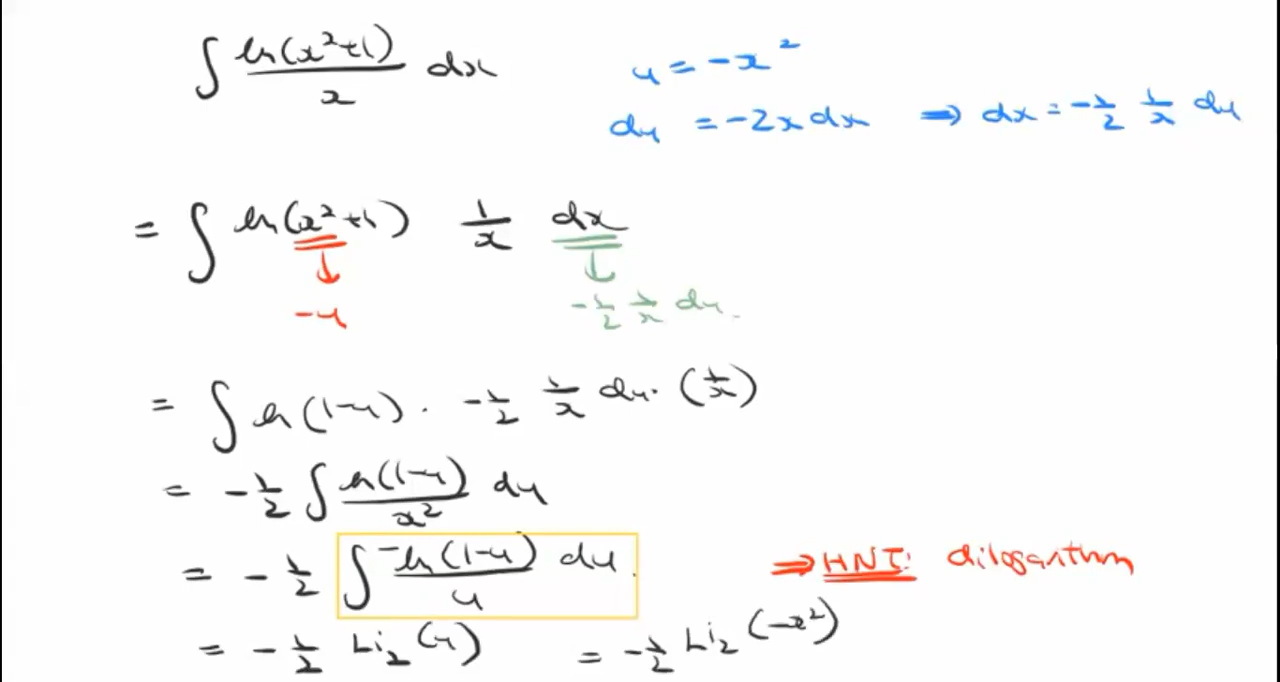 ∫ ln(x²+1)/x dx
u = -x²
du = -2x dx ⇒ dx = -1/2 1/x du
= ∫ ln(x²+1) 1/x dx
↓ ↓
-u -1/2 1/x du.
= ∫ ln(1-u) · -1/2 1/x du · (1/x)
= -1/2 ∫ ln(1-u)/x² du
= -1/2 ∫ -ln(1-u)/u du. ⇒ HNT: dilogarithm
= -1/2 Li₂(u) = -1/2 Li₂(-x²)